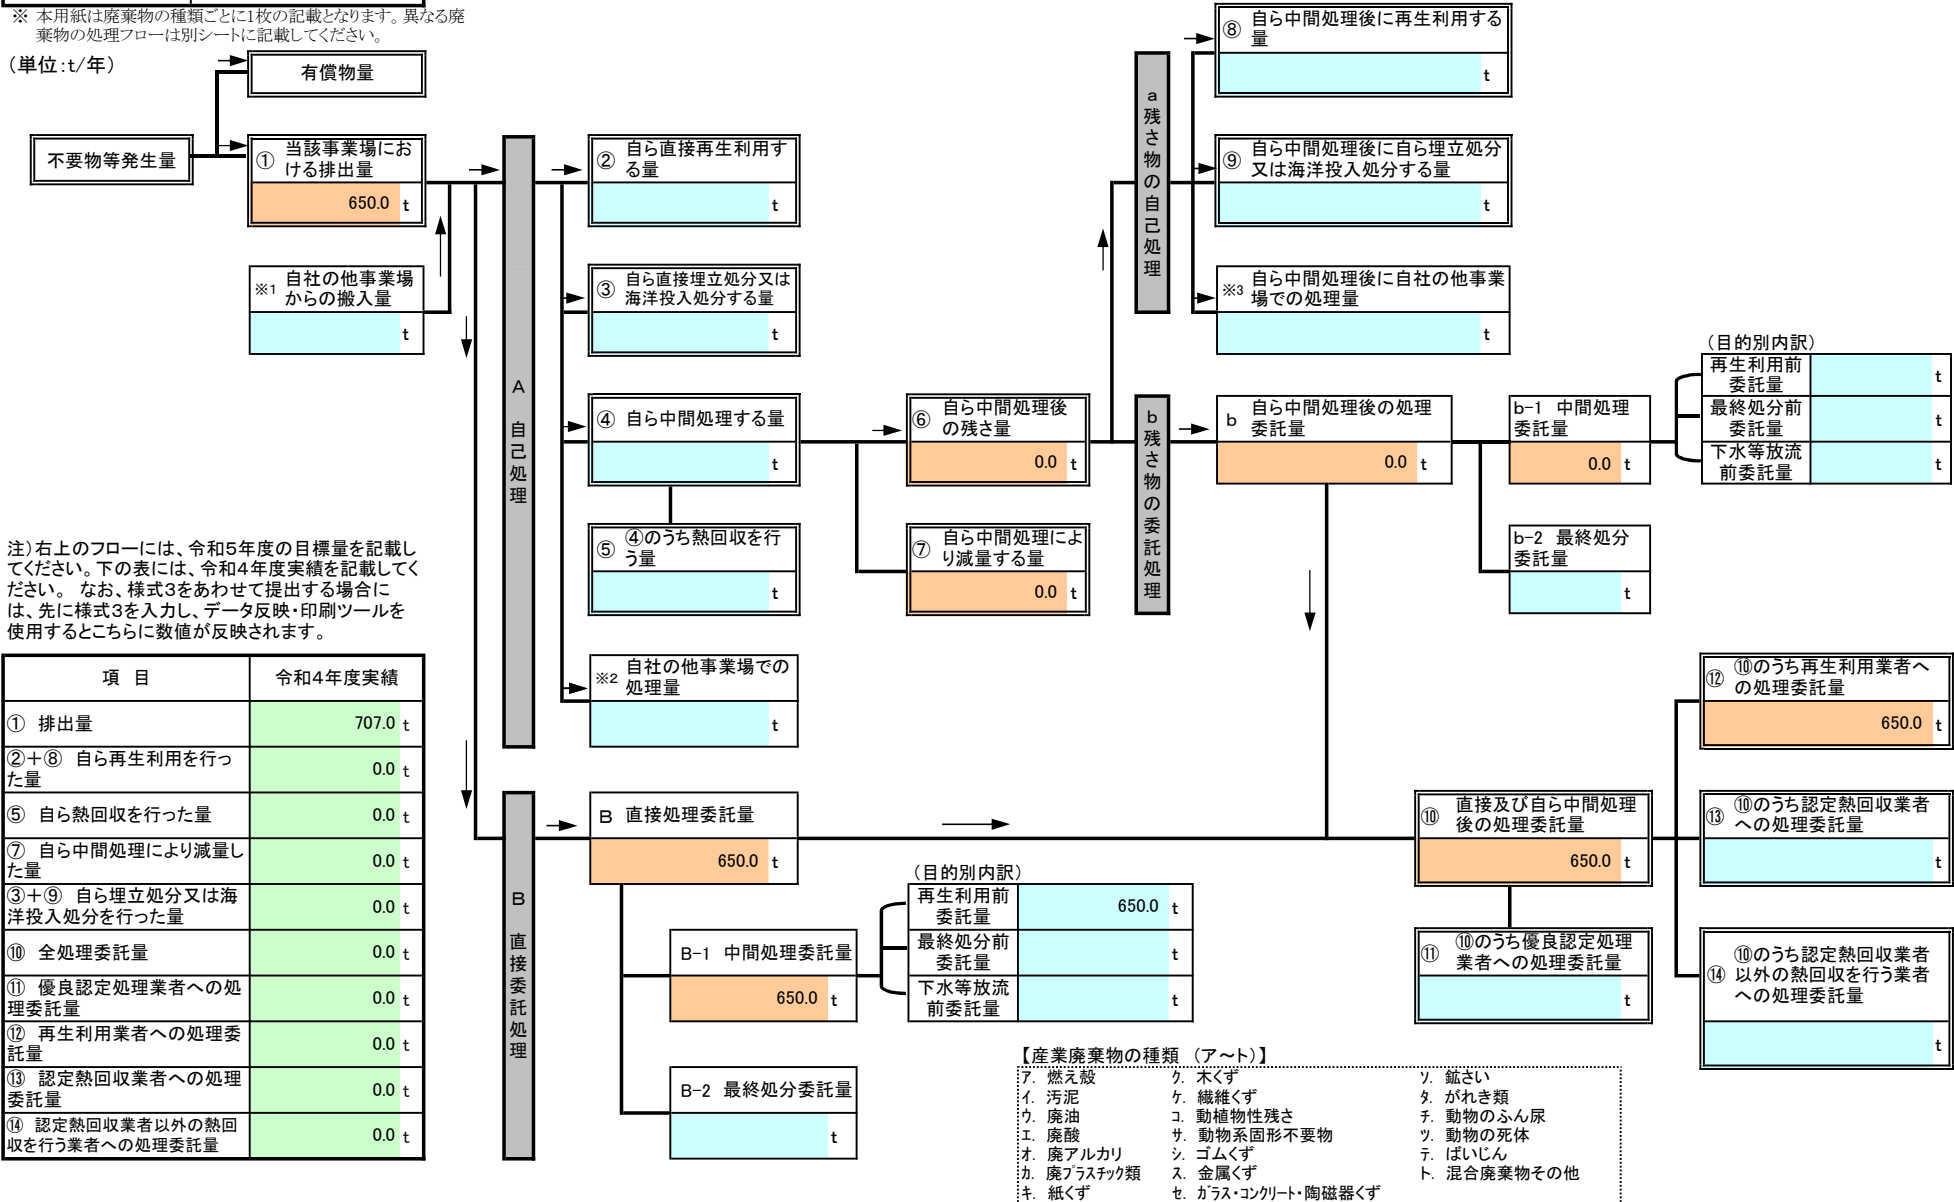 ※ 本用紙は廃棄物の種類ごとに1枚の記載となります。異なる廃
棄物の処理フローは別シートに記載してください。
（単位:t/年）
有償物量
不要物等発生量
① 当該事業場にお
ける排出量
650.0 t
※1 自社の他事業場
からの搬入量
t
A 自己処理
② 自ら直接再生利用す
る量
t
③ 自ら直接埋立処分又は
海洋投入処分する量
t
④ 自ら中間処理する量
t
⑤ ④のうち熱回収を行
う量
t
※2 自社の他事業場での
処理量
t
⑥ 自ら中間処理後
の残さ量
0.0 t
⑦ 自ら中間処理によ
り減量する量
0.0 t
a 残さ物の自己処理
⑧ 自ら中間処理後に再生利用する
量
t
⑨ 自ら中間処理後に自ら埋立処分
又は海洋投入処分する量
t
※3 自ら中間処理後に自社の他事業
場での処理量
t
b 残さ物の委託処理
b 自ら中間処理後の処理
委託量
0.0 t
b-1 中間処理
委託量
0.0 t
b-2 最終処分
委託量
t
（目的別内訳）
再生利用前
委託量
t
最終処分前
委託量
t
下水等放流
前委託量
t
注）右上のフローには、令和5年度の目標量を記載し
てください。下の表には、令和4年度実績を記載してく
ださい。 なお、様式3をあわせて提出する場合に
は、先に様式3を入力し、データ反映・印刷ツールを
使用するとこちらに数値が反映されます。
項 目 令和4年度実績
① 排出量 707.0 t
②＋⑧ 自ら再生利用を行っ
た量 0.0 t
⑤ 自ら熱回収を行った量 0.0 t
⑦ 自ら中間処理により減量し
た量 0.0 t
③＋⑨ 自ら埋立処分又は海
洋投入処分を行った量 0.0 t
⑩ 全処理委託量 0.0 t
⑪ 優良認定処理業者への処
理委託量 0.0 t
⑫ 再生利用業者への処理委
託量 0.0 t
⑬ 認定熱回収業者への処理
委託量 0.0 t
⑭ 認定熱回収業者以外の熱回
収を行う業者への処理委託量 0.0 t
B 直接委託処理
B 直接処理委託量
650.0 t
B-1 中間処理委託量
650.0 t
B-2 最終処分委託量
t
（目的別内訳）
再生利用前
委託量
650.0 t
最終処分前
委託量
t
下水等放流
前委託量
t
⑩ 直接及び自ら中間処理
後の処理委託量
650.0 t
⑪ ⑩のうち優良認定処理
業者への処理委託量
t
⑫ ⑩のうち再生利用業者へ
の処理委託量
650.0 t
⑬ ⑩のうち認定熱回収業者
への処理委託量
t
⑭ ⑩のうち認定熱回収業者
以外の熱回収を行う業者
への処理委託量
t
【産業廃棄物の種類 （ア～ト）】
ア. 燃え殻 ク. 木くず ソ. 鉱さい
イ. 汚泥 ケ. 繊維くず タ. がれき類
ウ. 廃油 コ. 動植物性残さ チ. 動物のふん尿
エ. 廃酸 サ. 動物系固形不要物 ツ. 動物の死体
オ. 廃アルカリ シ. ゴムくず テ. ばいじん
カ. 廃プラスチック類 ス. 金属くず ト. 混合廃棄物その他
キ. 紙くず セ. ガラス・コンクリート・陶磁器くず